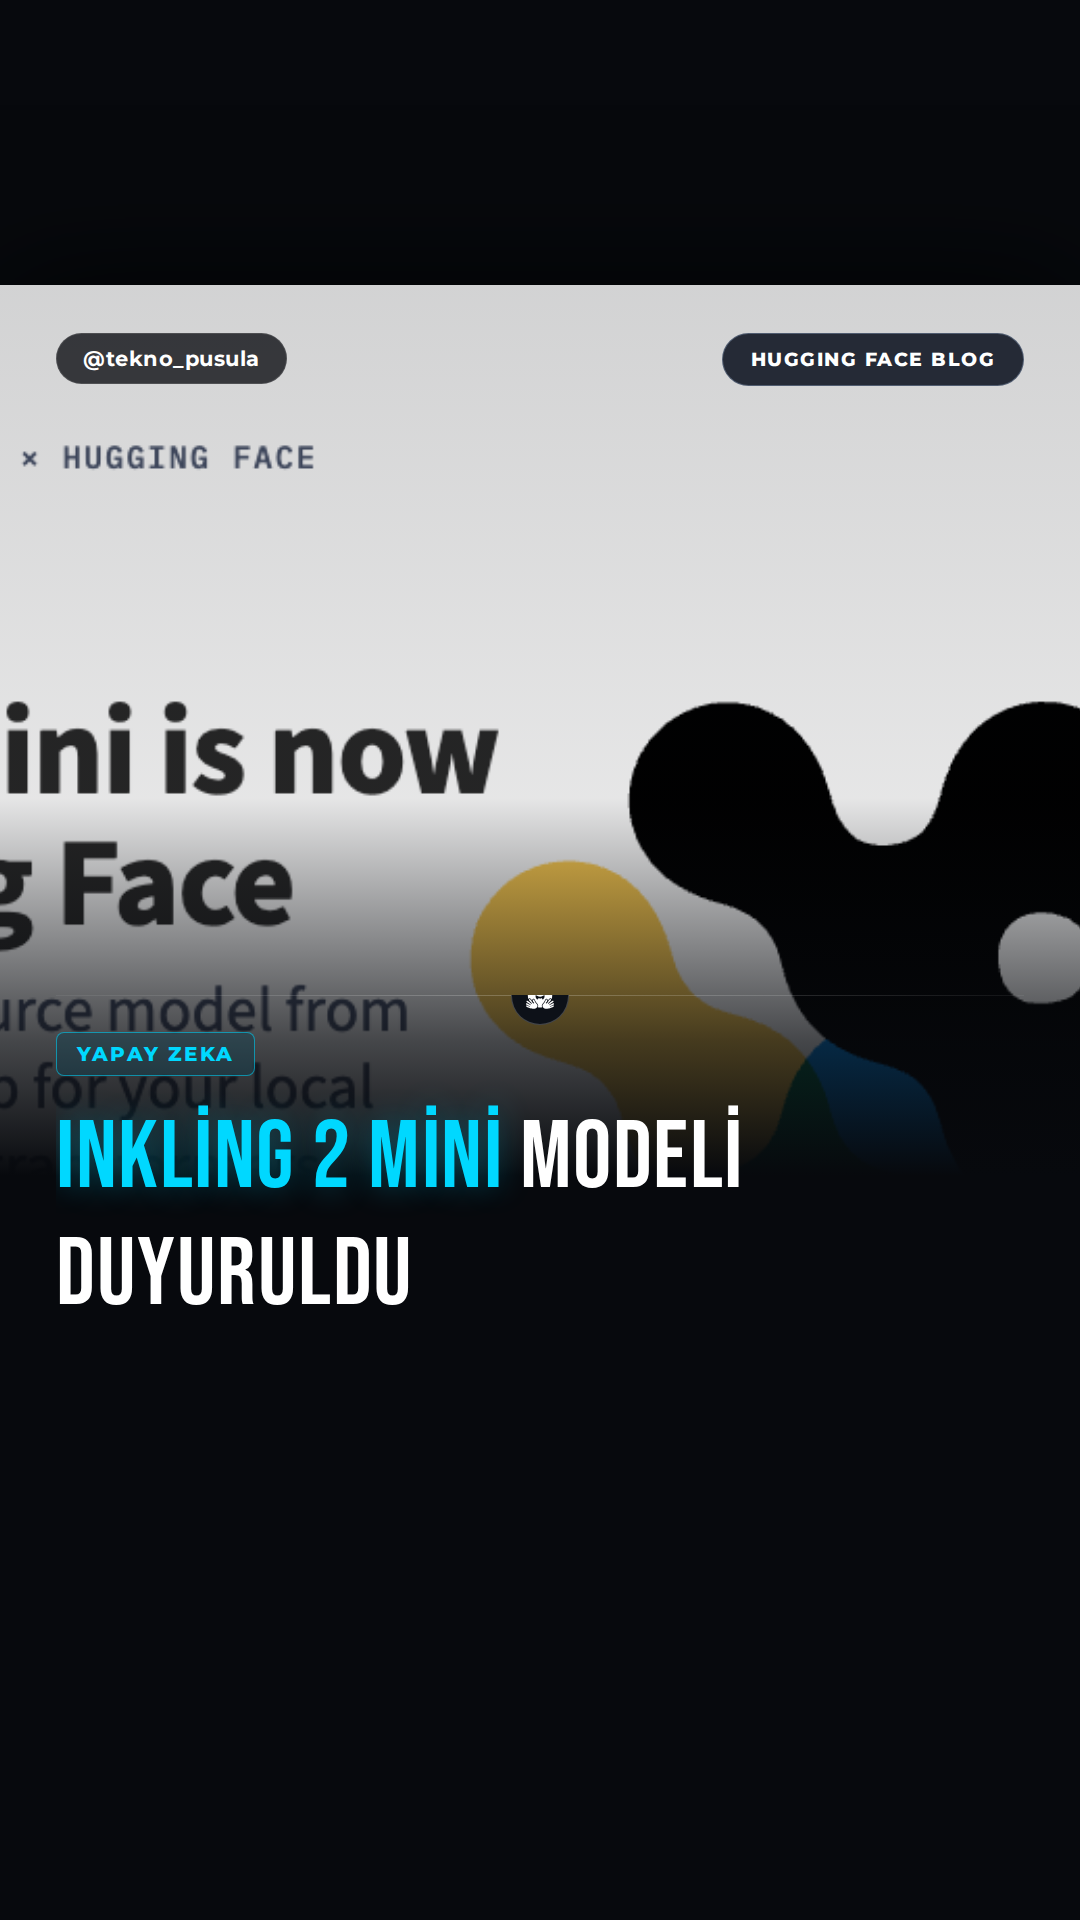 @tekno_pusula
HUGGING FACE BLOG
× HUGGING FACE
ini is now
g Face
urce model from
YAPAY ZEKA
for your local
INKLİNG 2 MİNİ MODELİ
DUYURULDU